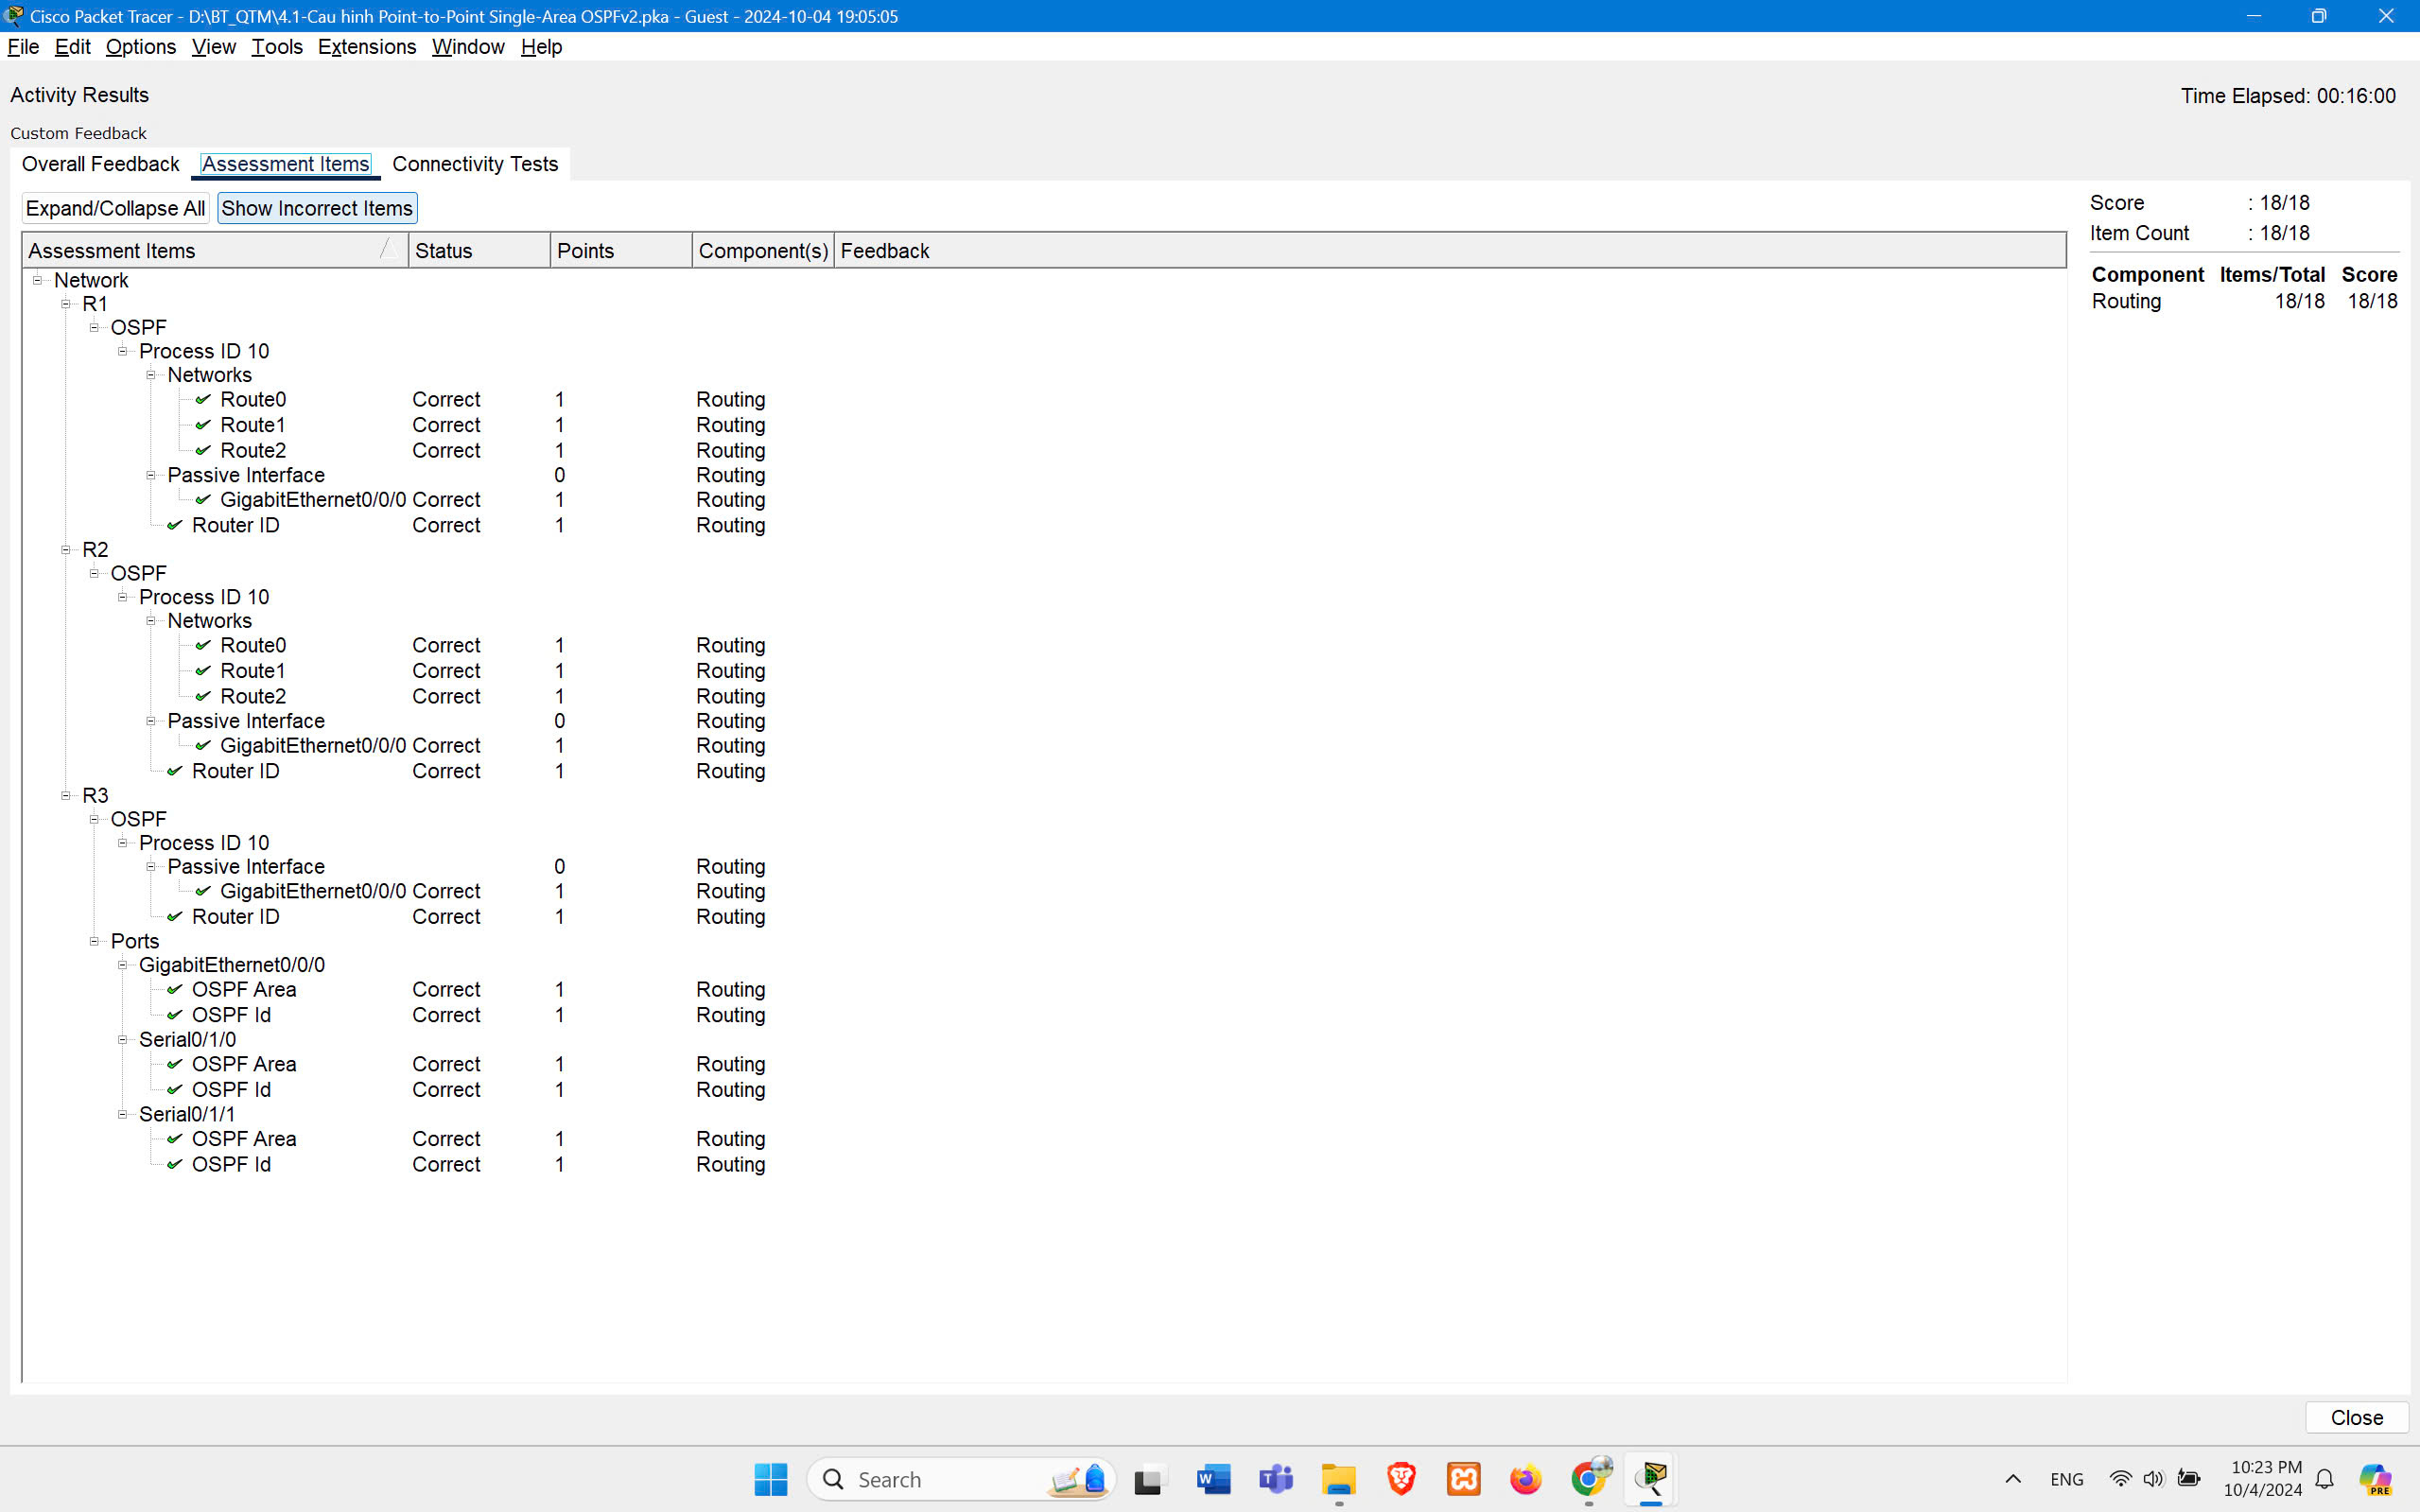 Cisco Packet Tracer - D:\BT_QTM\4.1-Cau hinh Point-to-Point Single-Area OSPFv2.pka - Guest - 2024-10-04 19:05:05
File Edit Options View Tools Extensions Window Help
Activity Results Time Elapsed: 00:16:00
Custom Feedback
Overall Feedback Assessment Items Connectivity Tests
Expand/Collapse All Show Incorrect Items
Score : 18/18
Item Count : 18/18
Component Items/Total Score
Routing 18/18 18/18
Assessment Items Status Points Component(s) Feedback
Network
R1
OSPF
Process ID 10
Networks
Route0 Correct 1 Routing
Route1 Correct 1 Routing
Route2 Correct 1 Routing
Passive Interface 0 Routing
GigabitEthernet0/0/0 Correct 1 Routing
Router ID Correct 1 Routing
R2
OSPF
Process ID 10
Networks
Route0 Correct 1 Routing
Route1 Correct 1 Routing
Route2 Correct 1 Routing
Passive Interface 0 Routing
GigabitEthernet0/0/0 Correct 1 Routing
Router ID Correct 1 Routing
R3
OSPF
Process ID 10
Passive Interface 0 Routing
GigabitEthernet0/0/0 Correct 1 Routing
Router ID Correct 1 Routing
Ports
GigabitEthernet0/0/0
OSPF Area Correct 1 Routing
OSPF Id Correct 1 Routing
Serial0/1/0
OSPF Area Correct 1 Routing
OSPF Id Correct 1 Routing
Serial0/1/1
OSPF Area Correct 1 Routing
OSPF Id Correct 1 Routing
Close
Search
ENG
10:23 PM
10/4/2024
PRE